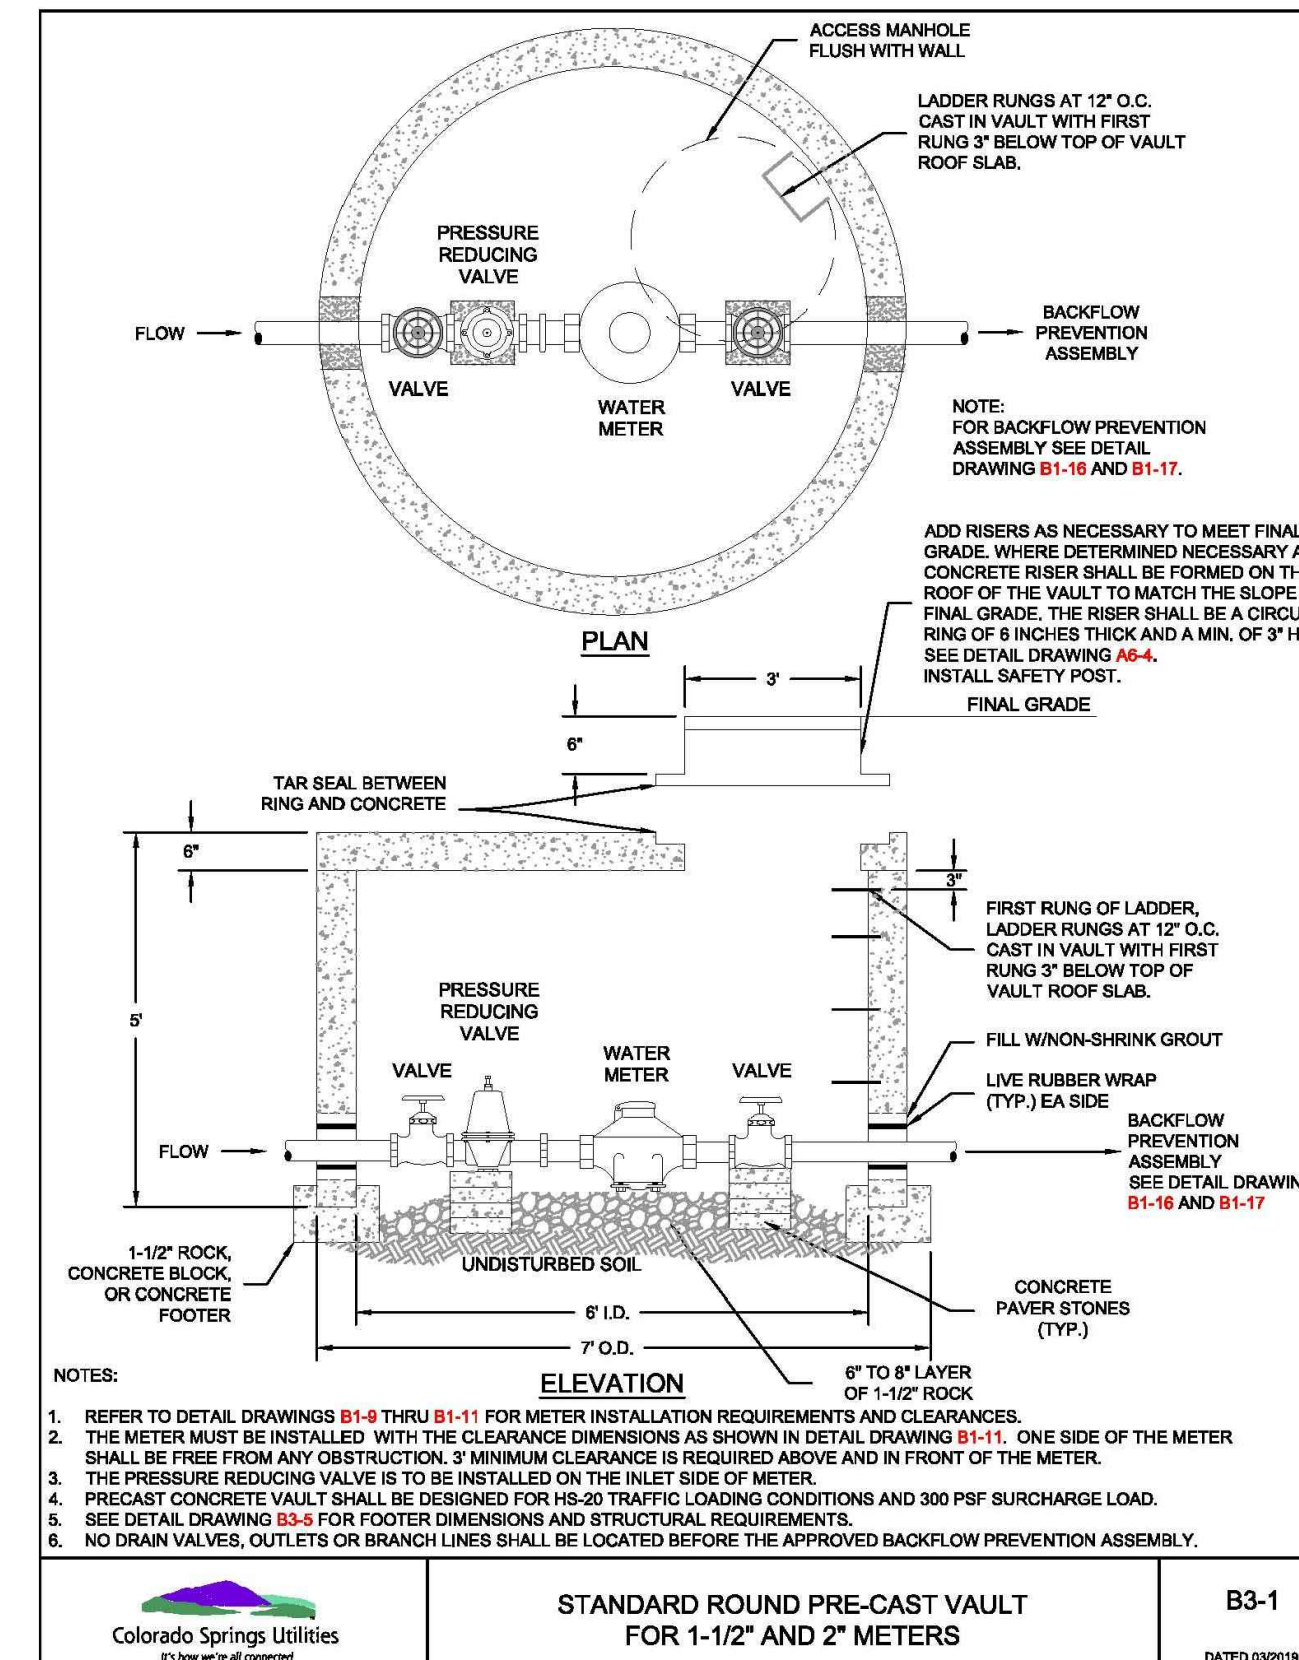 ACCESS MANHOLE
FLUSH WITH WALL
LADDER RUNGS AT 12" O.C.
CAST IN VAULT WITH FIRST
RUNG 3" BELOW TOP OF VAULT
ROOF SLAB.
PRESSURE
REDUCING
VALVE
FLOW
VALVE
WATER
METER
VALVE
BACKFLOW
PREVENTION
ASSEMBLY
NOTE:
FOR BACKFLOW PREVENTION
ASSEMBLY SEE DETAIL
DRAWING B1-16 AND B1-17.
ADD RISERS AS NECESSARY TO MEET FINAL
GRADE. WHERE DETERMINED NECESSARY A
CONCRETE RISER SHALL BE FORMED ON TH
ROOF OF THE VAULT TO MATCH THE SLOPE
FINAL GRADE. THE RISER SHALL BE A CIRCU
RING OF 6 INCHES THICK AND A MIN. OF 3" H
SEE DETAIL DRAWING A6-4.
INSTALL SAFETY POST.
PLAN
3'
FINAL GRADE
6"
TAR SEAL BETWEEN
RING AND CONCRETE
6"
3"
FIRST RUNG OF LADDER,
LADDER RUNGS AT 12" O.C.
CAST IN VAULT WITH FIRST
RUNG 3" BELOW TOP OF
VAULT ROOF SLAB.
5'
PRESSURE
REDUCING
VALVE
VALVE
WATER
METER
VALVE
FILL W/NON-SHRINK GROUT
LIVE RUBBER WRAP
(TYP.) EA SIDE
FLOW
BACKFLOW
PREVENTION
ASSEMBLY
SEE DETAIL DRAWIN
B1-16 AND B1-17
1-1/2" ROCK,
CONCRETE BLOCK,
OR CONCRETE
FOOTER
UNDISTURBED SOIL
CONCRETE
PAVER STONES
(TYP.)
6' I.D.
7' O.D.
6" TO 8" LAYER
OF 1-1/2" ROCK
ELEVATION
NOTES:
1. REFER TO DETAIL DRAWINGS B1-9 THRU B1-11 FOR METER INSTALLATION REQUIREMENTS AND CLEARANCES.
2. THE METER MUST BE INSTALLED WITH THE CLEARANCE DIMENSIONS AS SHOWN IN DETAIL DRAWING B1-11. ONE SIDE OF THE METER
SHALL BE FREE FROM ANY OBSTRUCTION. 3' MINIMUM CLEARANCE IS REQUIRED ABOVE AND IN FRONT OF THE METER.
3. THE PRESSURE REDUCING VALVE IS TO BE INSTALLED ON THE INLET SIDE OF METER.
4. PRECAST CONCRETE VAULT SHALL BE DESIGNED FOR HS-20 TRAFFIC LOADING CONDITIONS AND 300 PSF SURCHARGE LOAD.
5. SEE DETAIL DRAWING B3-5 FOR FOOTER DIMENSIONS AND STRUCTURAL REQUIREMENTS.
6. NO DRAIN VALVES, OUTLETS OR BRANCH LINES SHALL BE LOCATED BEFORE THE APPROVED BACKFLOW PREVENTION ASSEMBLY.
Colorado Springs Utilities
It's how we're all connected
STANDARD ROUND PRE-CAST VAULT
FOR 1-1/2" AND 2" METERS
B3-1
DATED 03/2019